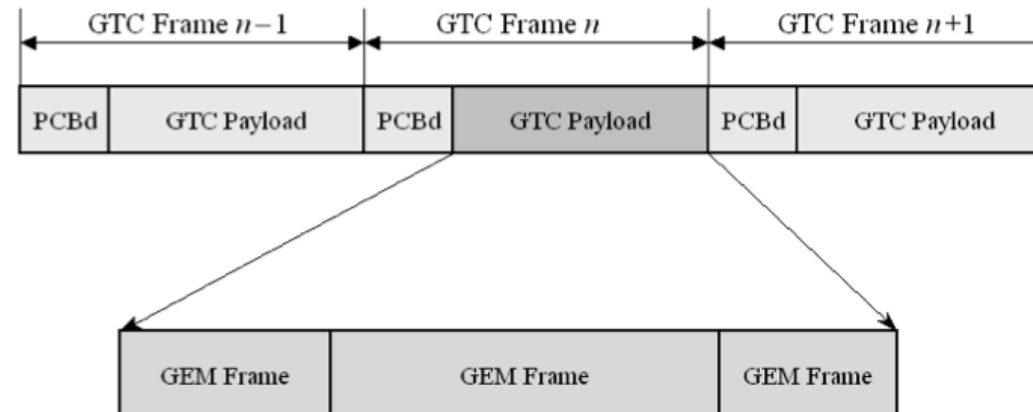 GTC Frame n−1 GTC Frame n GTC Frame n+1
PCBd GTC Payload PCBd GTC Payload PCBd GTC Payload
GEM Frame GEM Frame GEM Frame